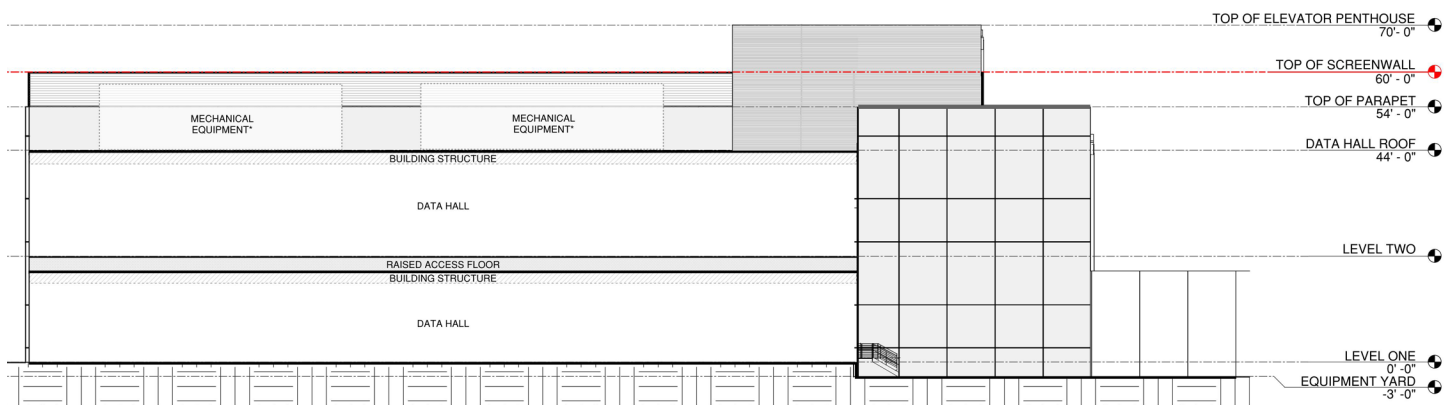 TOP OF ELEVATOR PENTHOUSE
70'- 0"
TOP OF SCREENWALL
60' - 0"
TOP OF PARAPET
54' - 0"
MECHANICAL
EQUIPMENT*
MECHANICAL
EQUIPMENT*
DATA HALL ROOF
44' - 0"
BUILDING STRUCTURE
DATA HALL
LEVEL TWO
RAISED ACCESS FLOOR
BUILDING STRUCTURE
DATA HALL
LEVEL ONE
0' -0"
EQUIPMENT YARD
-3' -0"